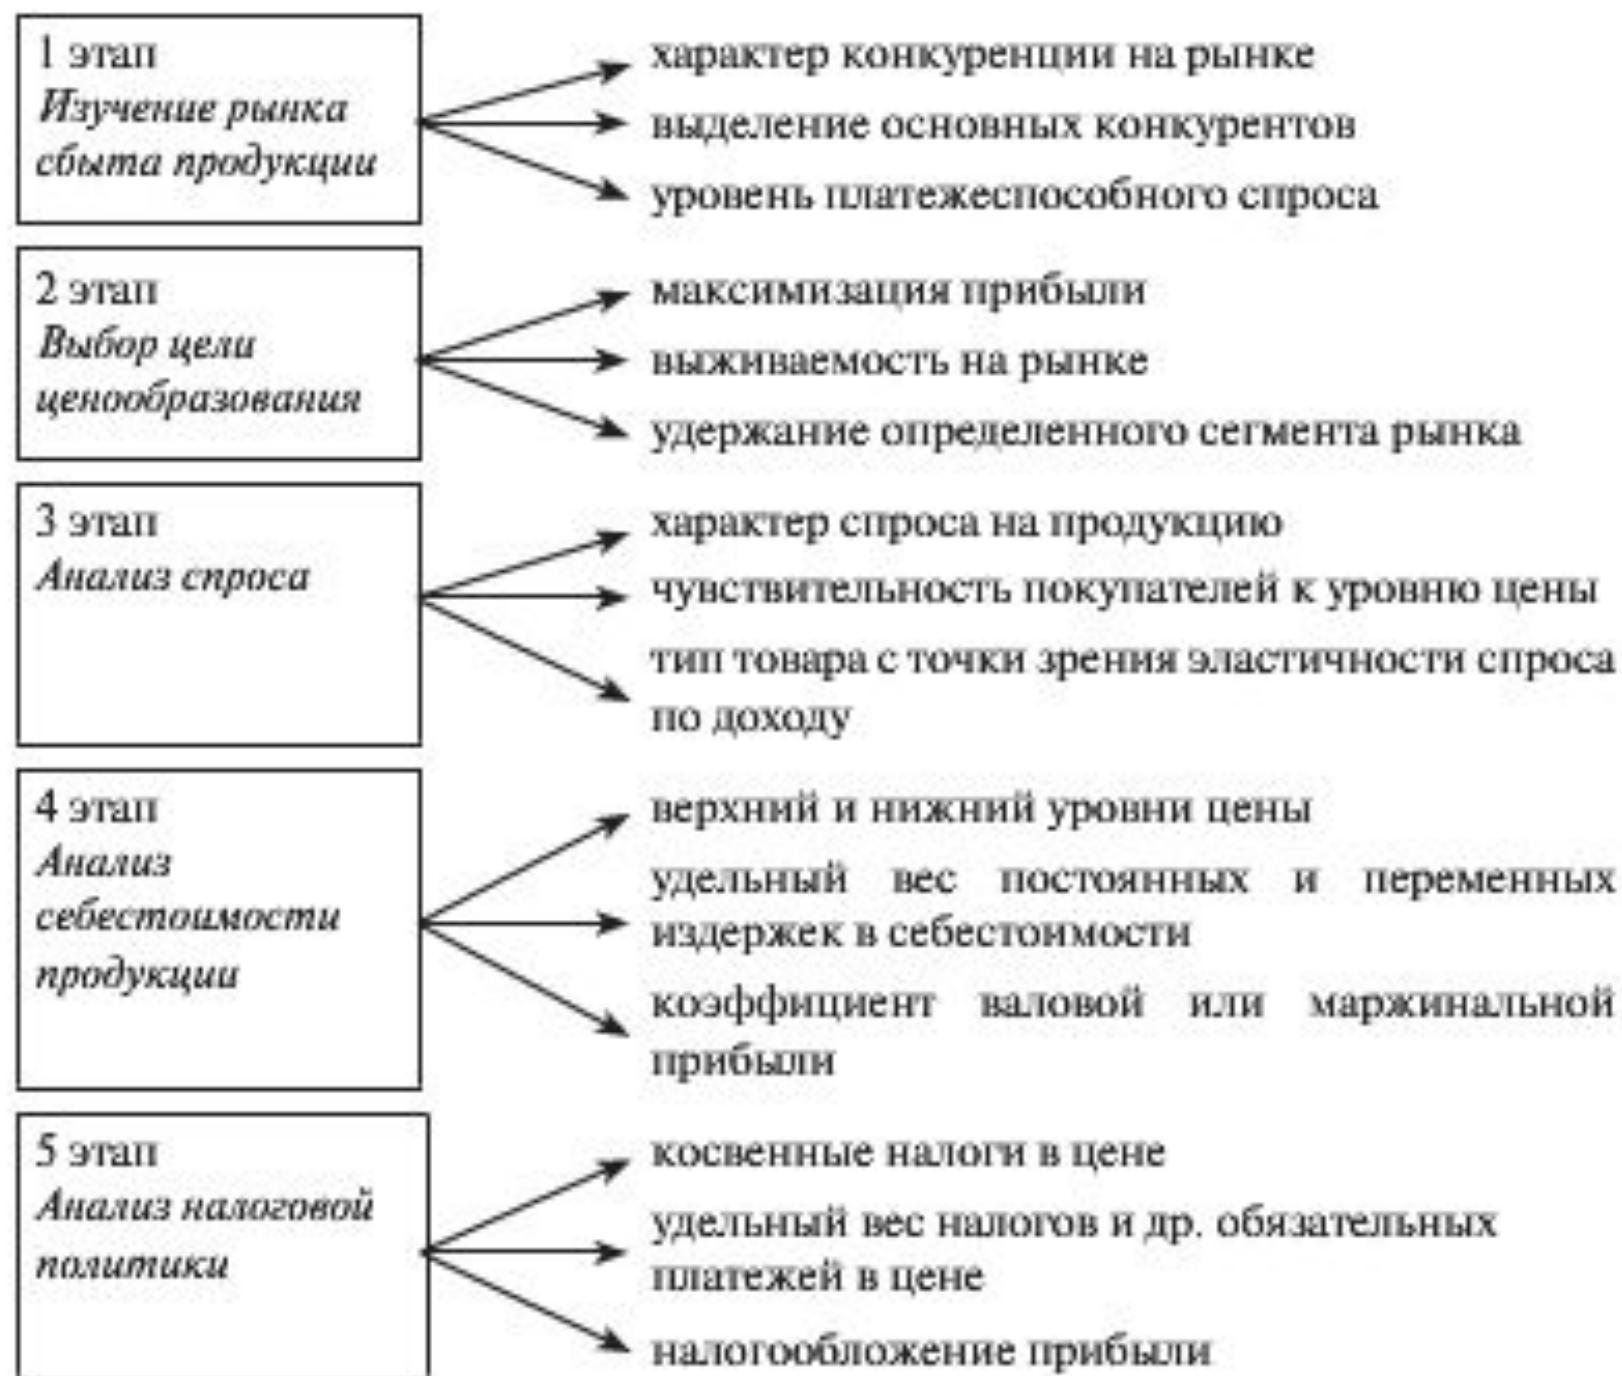 1 этап
Изучение рынка
сбыта продукции
характер конкуренции на рынке
выделение основных конкурентов
уровень платежеспособного спроса
2 этап
Выбор цели
ценообразования
максимизация прибыли
выживаемость на рынке
удержание определенного сегмента рынка
3 этап
Анализ спроса
характер спроса на продукцию
чувствительность покупателей к уровню цены
тип товара с точки зрения эластичности спроса
по доходу
4 этап
Анализ
себестоимости
продукции
верхний и нижний уровни цены
удельный вес постоянных и переменных
издержек в себестоимости
коэффициент валовой или маржинальной
прибыли
5 этап
Анализ налоговой
политики
косвенные налоги в цене
удельный вес налогов и др. обязательных
платежей в цене
налогообложение прибыли